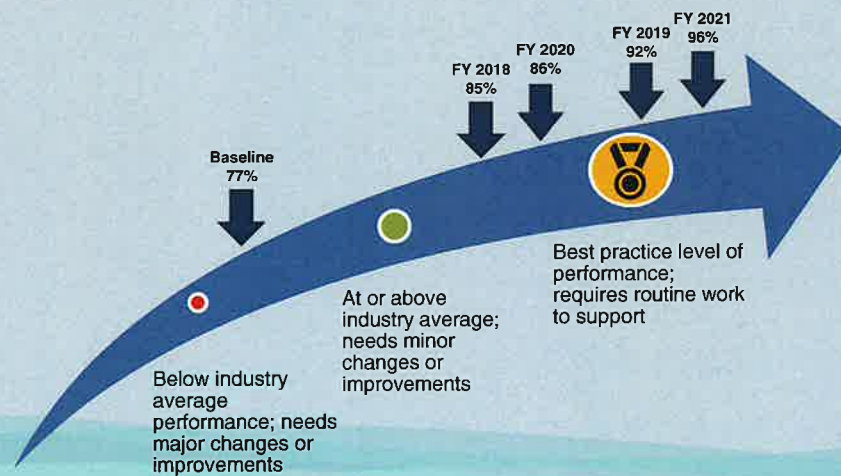 Baseline
77%
FY 2018
85%
FY 2020
86%
FY 2019
92%
FY 2021
96%
Below industry
average
performance; needs
major changes or
improvements
At or above
industry average;
needs minor
changes or
improvements
Best practice level of
performance;
requires routine work
to support